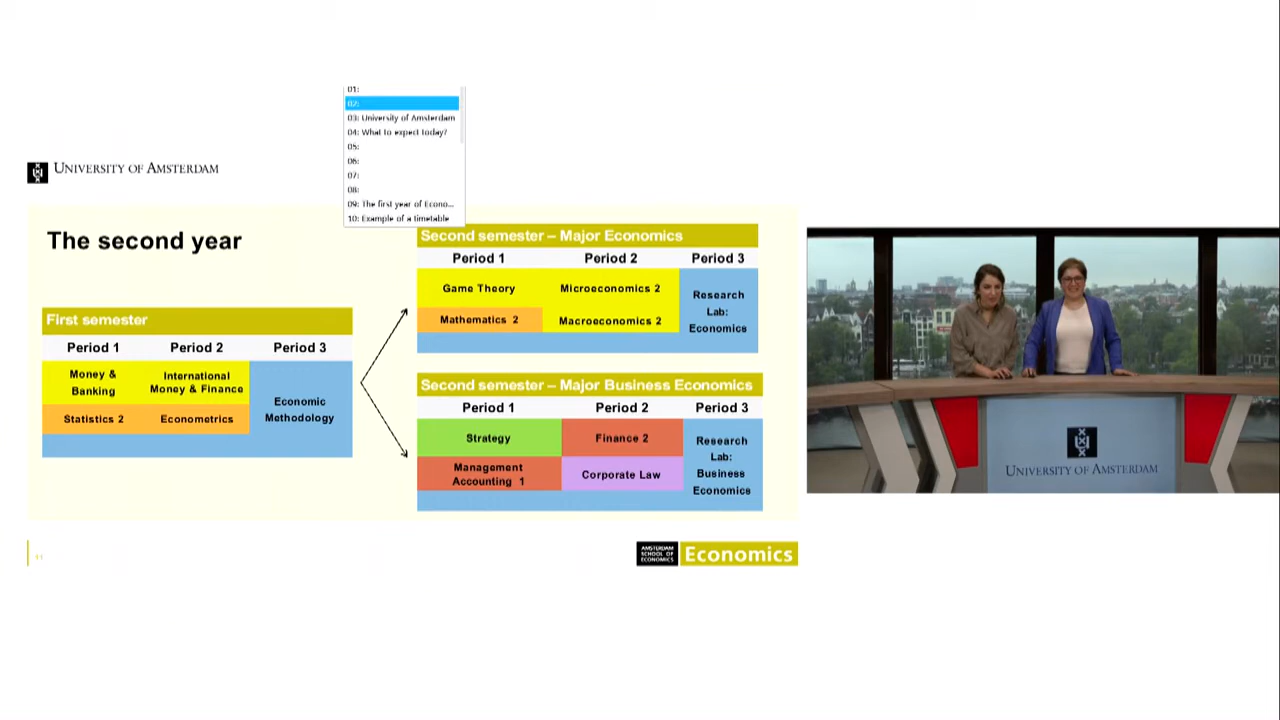 01:
02:
03: University of Amsterdam
04: What to expect today?
05:
06:
07:
08:
09: The first year of Econo...
10: Example of a timetable
UNIVERSITY OF AMSTERDAM
The second year
First semester
Period 1 Period 2 Period 3
Money &
Banking
International
Money & Finance
Economic
Methodology
Statistics 2 Econometrics
Second semester – Major Economics
Period 1 Period 2 Period 3
Game Theory Microeconomics 2
Research
Lab:
Economics
Mathematics 2 Macroeconomics 2
Second semester – Major Business Economics
Period 1 Period 2 Period 3
Strategy Finance 2
Research
Lab:
Business
Economics
Management
Accounting 1
Corporate Law
AMSTERDAM
SCHOOL OF
ECONOMICS
Economics
UNIVERSITY OF AMSTERDAM